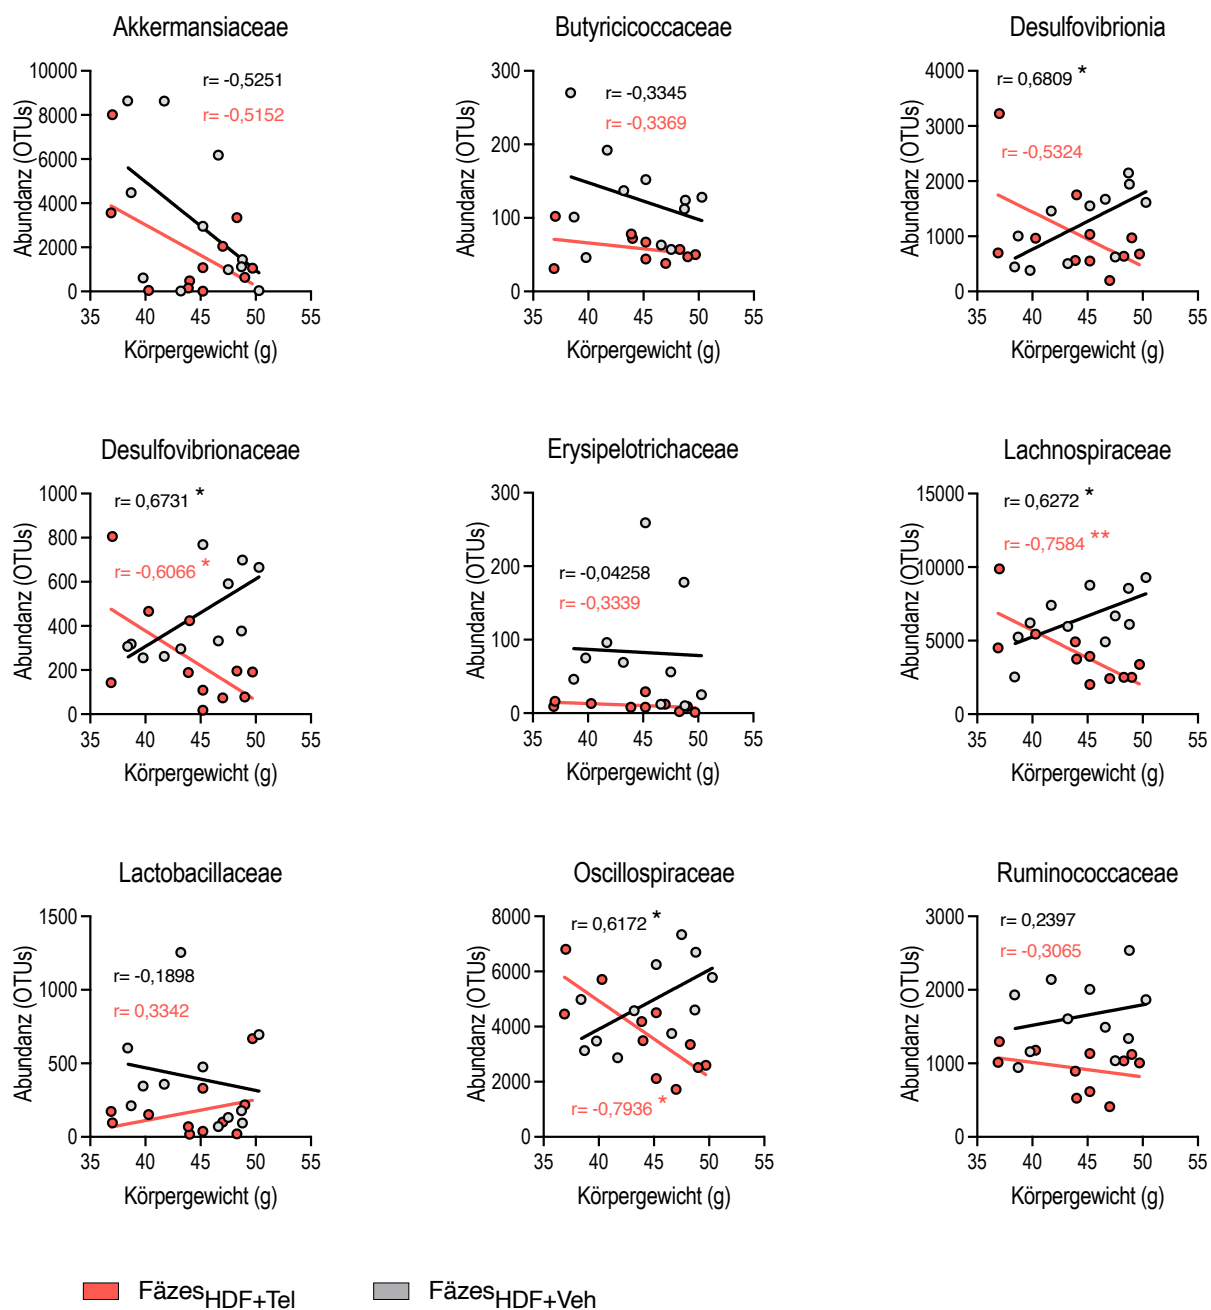 Akkermansiaceae
Abundanz (OTUs)
10000
8000
6000
4000
2000
0
r= -0,5251
r= -0,5152
35 40 45 50 55
Körpergewicht (g)
Butyricicoccaceae
Abundanz (OTUs)
300
200
100
0
r= -0,3345
r= -0,3369
35 40 45 50 55
Körpergewicht (g)
Desulfovibrionia
Abundanz (OTUs)
4000
3000
2000
1000
0
r= 0,6809 *
r= -0,5324
35 40 45 50 55
Körpergewicht (g)
Desulfovibrionaceae
Abundanz (OTUs)
1000
800
600
400
200
0
r= 0,6731 *
r= -0,6066 *
35 40 45 50 55
Körpergewicht (g)
Erysipelotrichaceae
Abundanz (OTUs)
300
200
100
0
r= -0,04258
r= -0,3339
35 40 45 50 55
Körpergewicht (g)
Lachnospiraceae
Abundanz (OTUs)
15000
10000
5000
0
r= 0,6272 *
r= -0,7584 **
35 40 45 50 55
Körpergewicht (g)
Lactobacillaceae
Abundanz (OTUs)
1500
1000
500
0
r= -0,1898
r= 0,3342
35 40 45 50 55
Körpergewicht (g)
Oscillospiraceae
Abundanz (OTUs)
8000
6000
4000
2000
0
r= 0,6172 *
r= -0,7936 *
35 40 45 50 55
Körpergewicht (g)
Ruminococcaceae
Abundanz (OTUs)
3000
2000
1000
0
r= 0,2397
r= -0,3065
35 40 45 50 55
Körpergewicht (g)
Fäzes HDF+Tel
Fäzes HDF+Veh